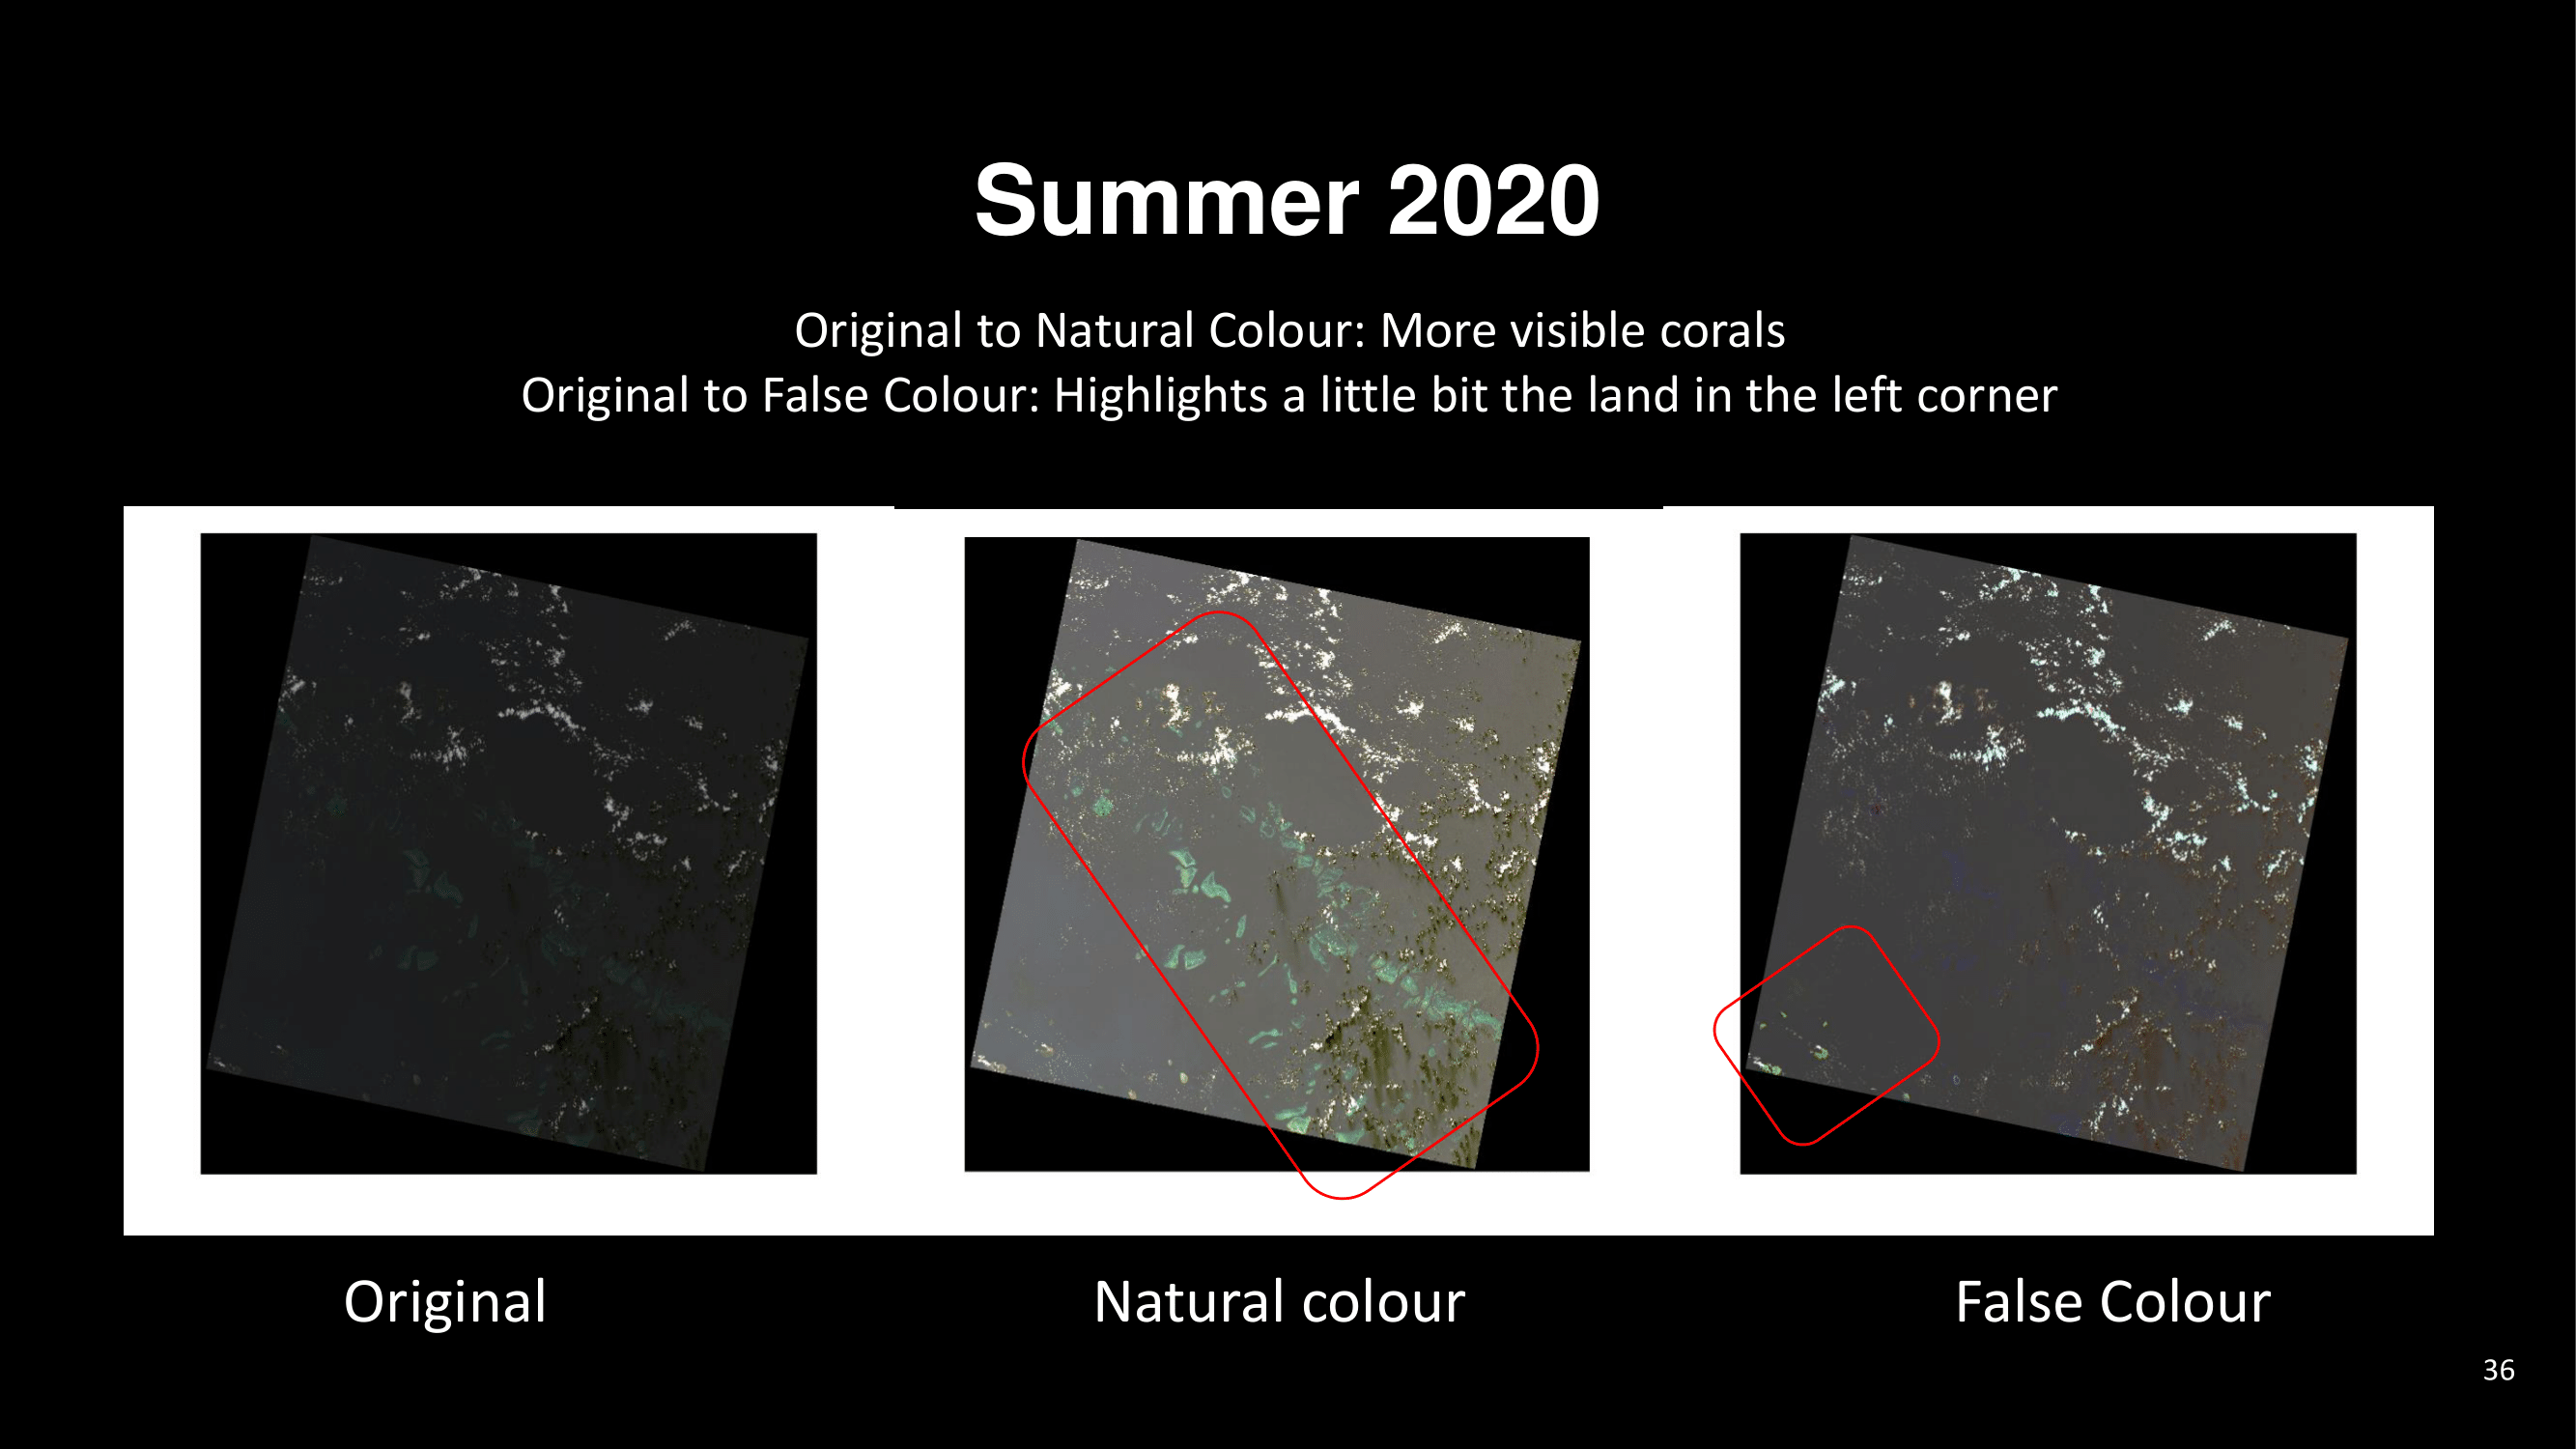 Summer 2020
Original to Natural Colour: More visible corals
Original to False Colour: Highlights a little bit the land in the left corner
Original
Natural colour
False Colour
36